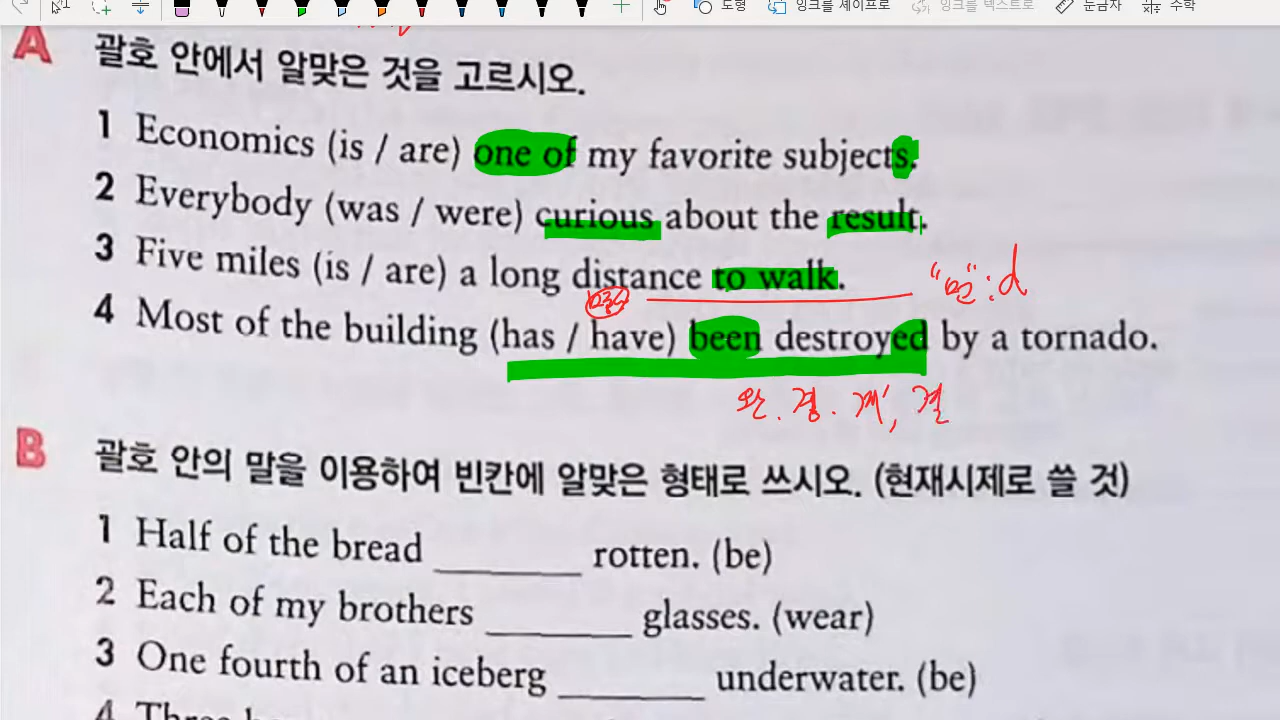 도형 잉크를 셰이프로 잉크를 텍스트로 눈금자 수학
A 괄호 안에서 알맞은 것을 고르시오.
1 Economics (is / are) one of my favorite subjects.
2 Everybody (was / were) curious about the result.
3 Five miles (is / are) a long distance to walk.
4 Most of the building (has / have) been destroyed by a tornado.
완. 경. 계, 결
B 괄호 안의 말을 이용하여 빈칸에 알맞은 형태로 쓰시오. (현재시제로 쓸 것)
1 Half of the bread ________ rotten. (be)
2 Each of my brothers ________ glasses. (wear)
3 One fourth of an iceberg ________ underwater. (be)
4